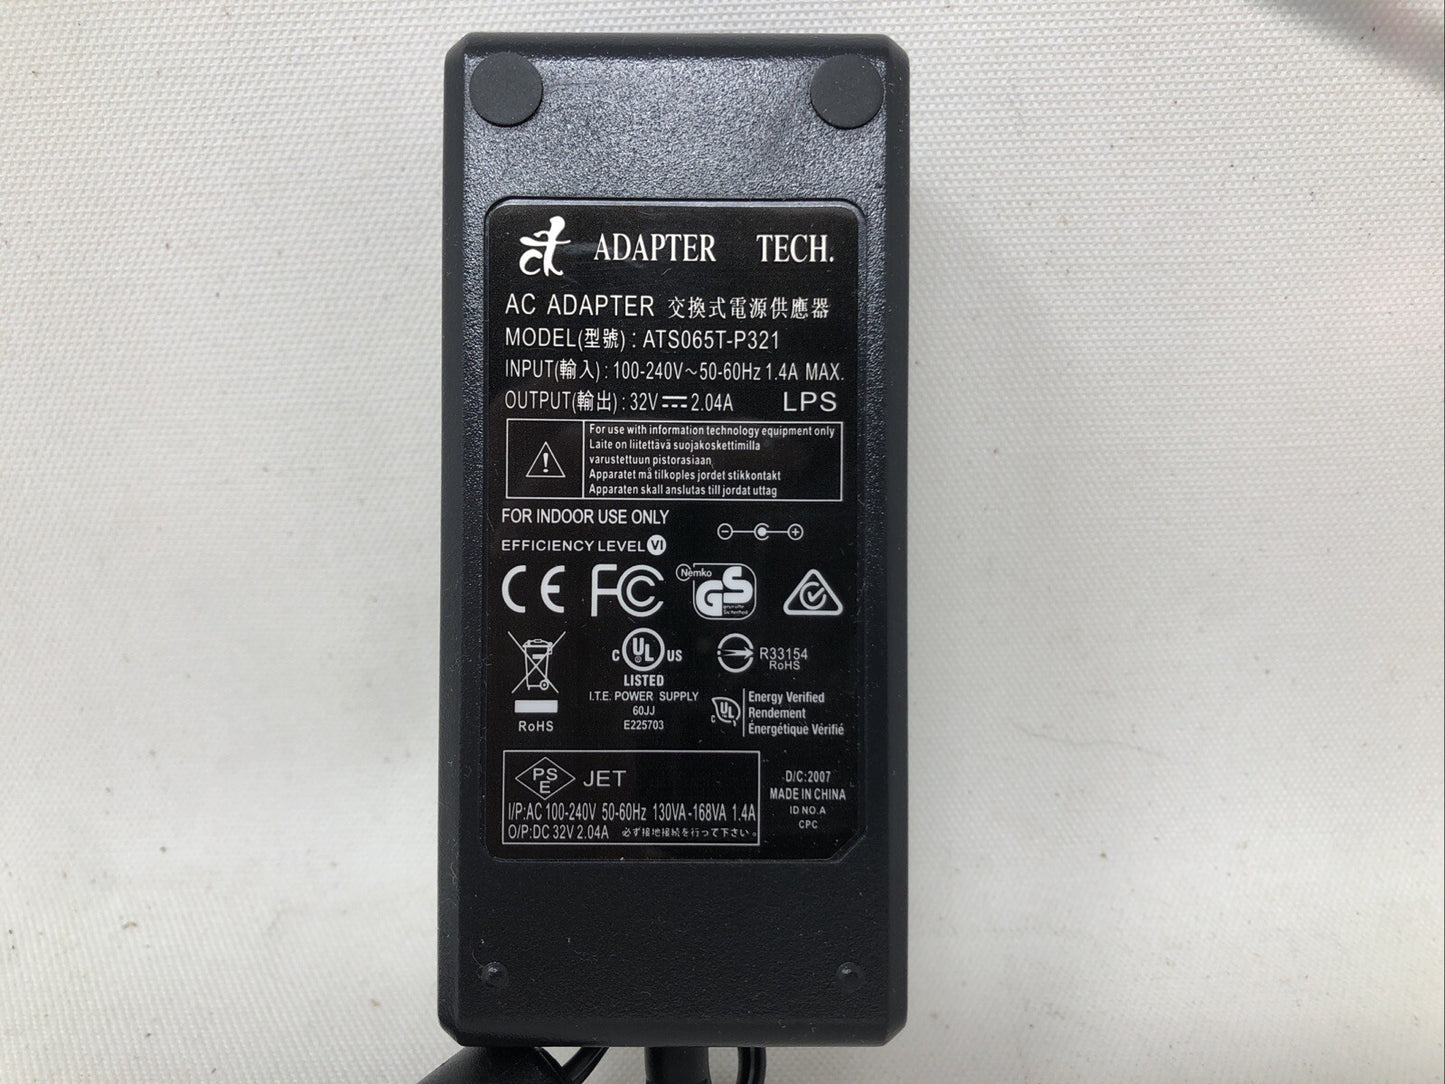 ADAPTER TECH.
AC ADAPTER 交換式電源供應器
MODEL(型號) : ATS065T-P321
INPUT(輸入) : 100-240V~50-60Hz 1.4A MAX.
OUTPUT(輸出) : 32V⎓2.04A LPS
For use with information technology equipment only
Laite on liitettävä suojakoskettimilla
varustettuun pistorasiaan
Apparatet må tilkoples jordet stikkontakt
Apparaten skall anslutas till jordat uttag
FOR INDOOR USE ONLY
EFFICIENCY LEVEL VI
CE FC Nemko GS
geprüfte
Sicherheit
c UL US
LISTED
I.T.E. POWER SUPPLY
60JJ
E225703
R33154
RoHS
RoHS
c UL
Energy Verified
Rendement
Énergétique Vérifié
PSE JET
I/P:AC 100-240V 50-60Hz 130VA-168VA 1.4A
O/P:DC 32V 2.04A 必ず接地接続を行って下さい。
D/C:2007
MADE IN CHINA
ID NO.A
CPC